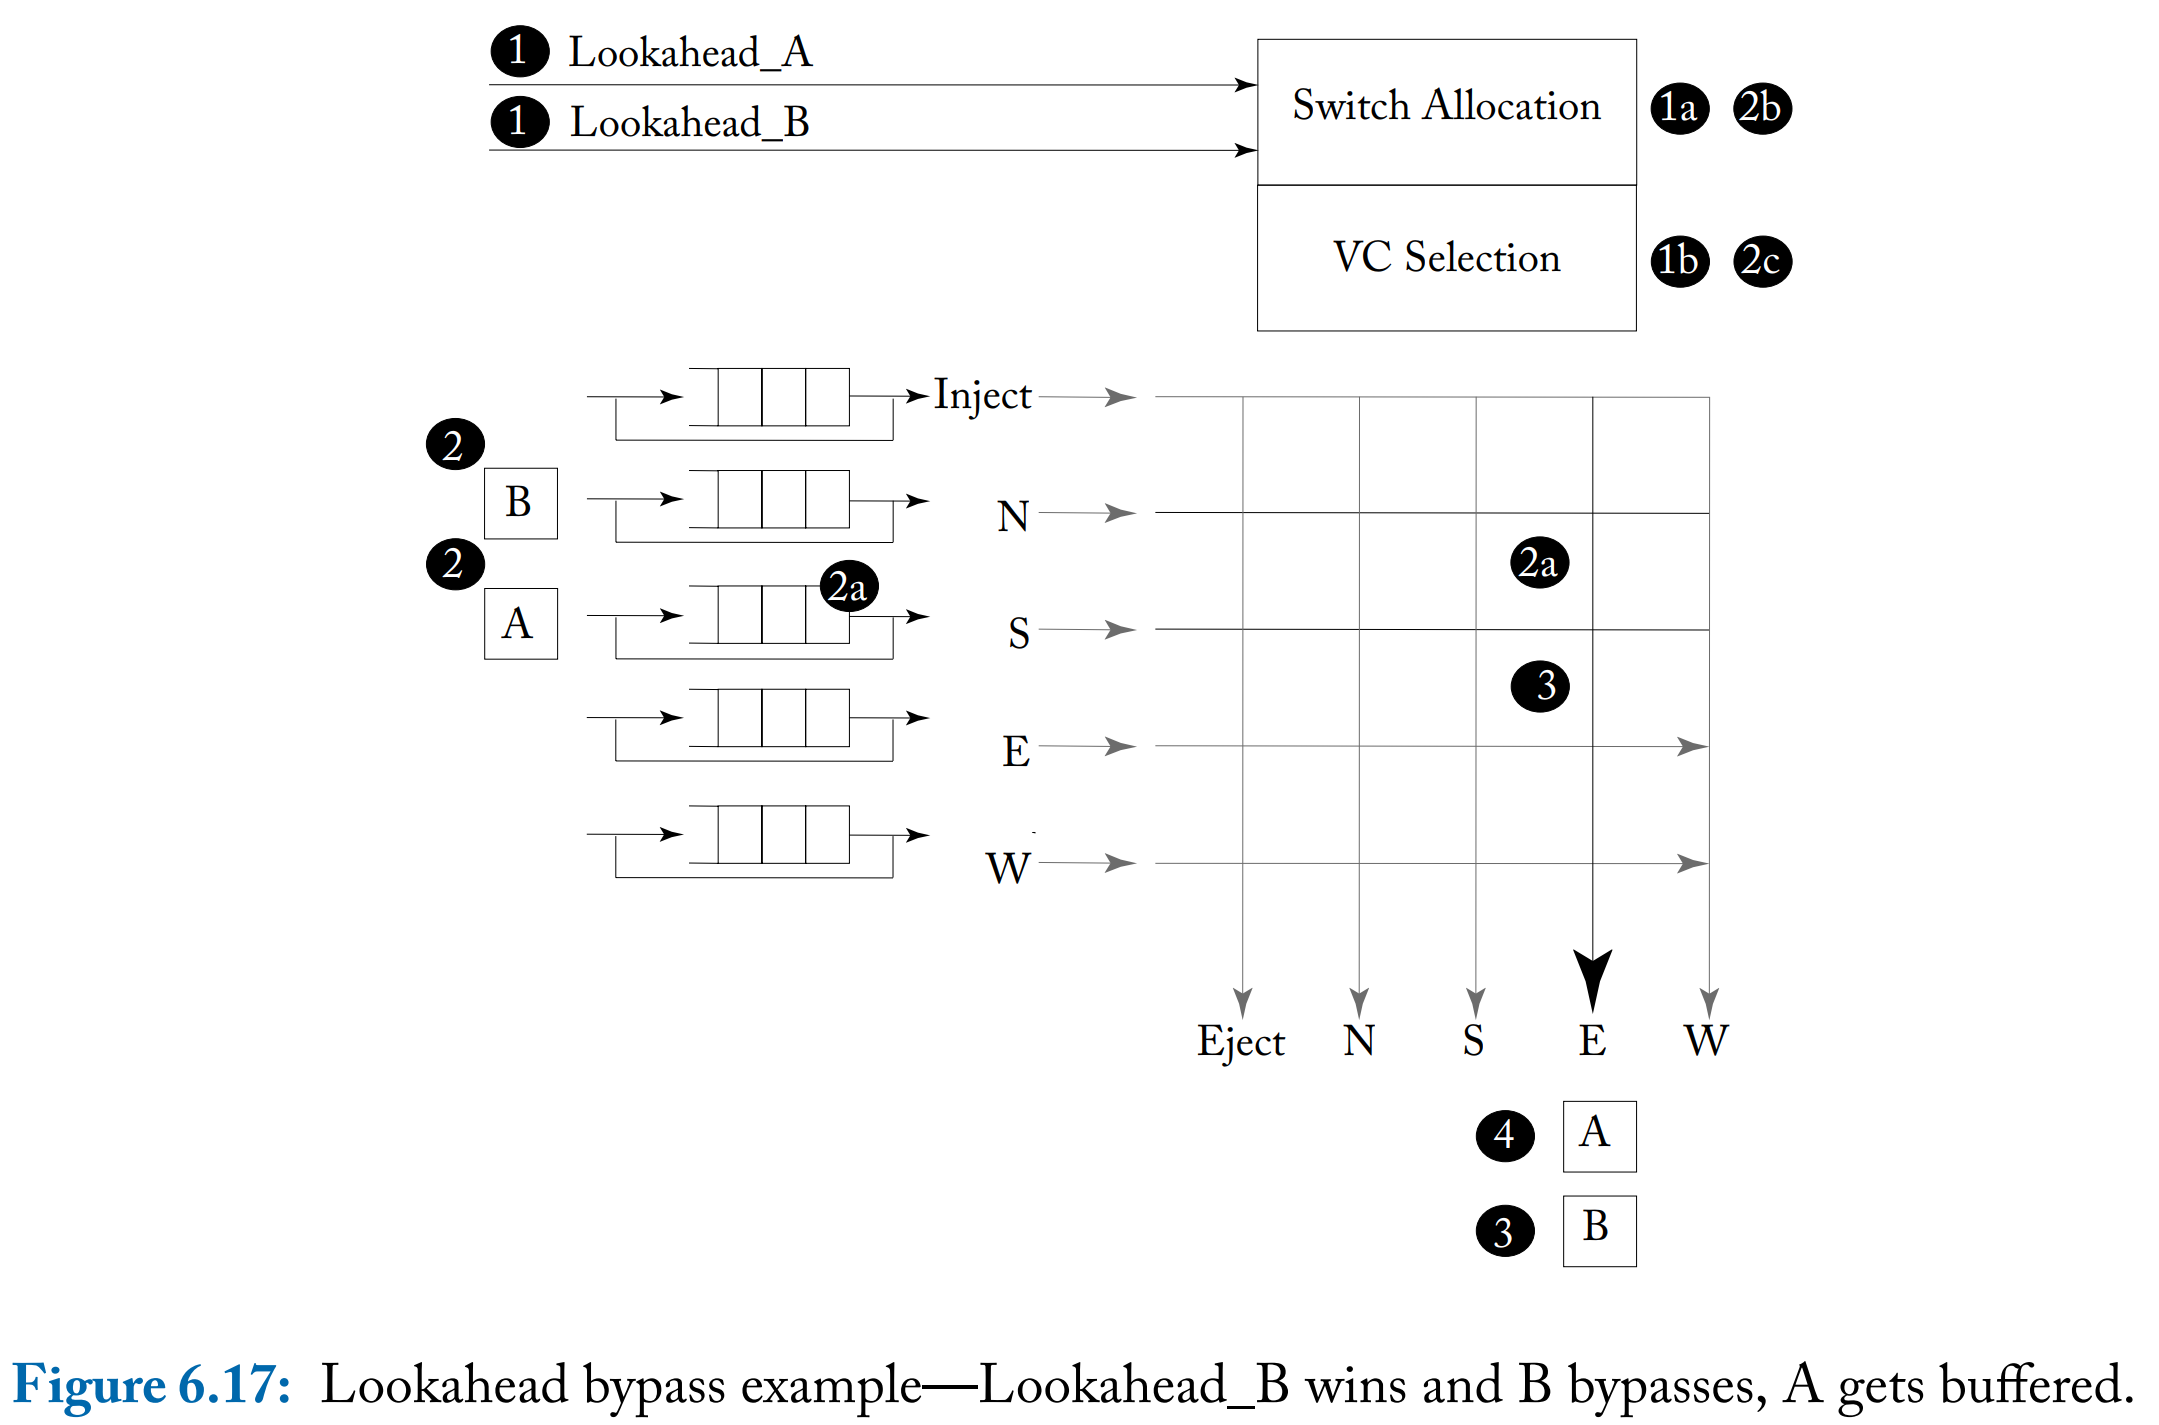 1 Lookahead_A
1 Lookahead_B
Switch Allocation 1a 2b
VC Selection 1b 2c
Inject
2
B
N
2
A
2a
S
2a
3
E
W
Eject N S E W
4 A
3 B
Figure 6.17: Lookahead bypass example—Lookahead_B wins and B bypasses, A gets buffered.